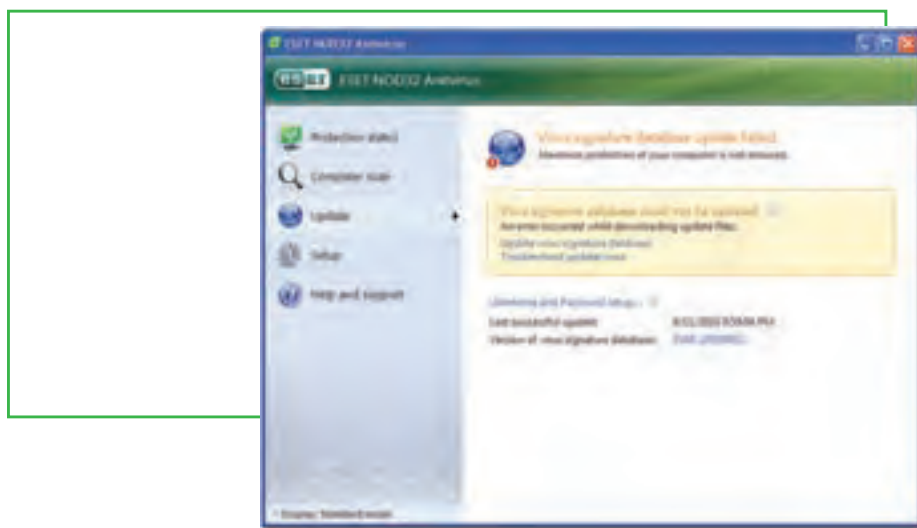 ESET NOD32 Antivirus
eset ESET NOD32 Antivirus
Protection status
Computer scan
Update
Setup
Help and support
Virus signature database update failed
Maximum protection of your computer is not ensured.
Virus signature database could not be updated
An error occurred while downloading update files.
Update virus signature database
Username and Password setup...
Last successful update:
Version of virus signature database:
Display: Standard mode